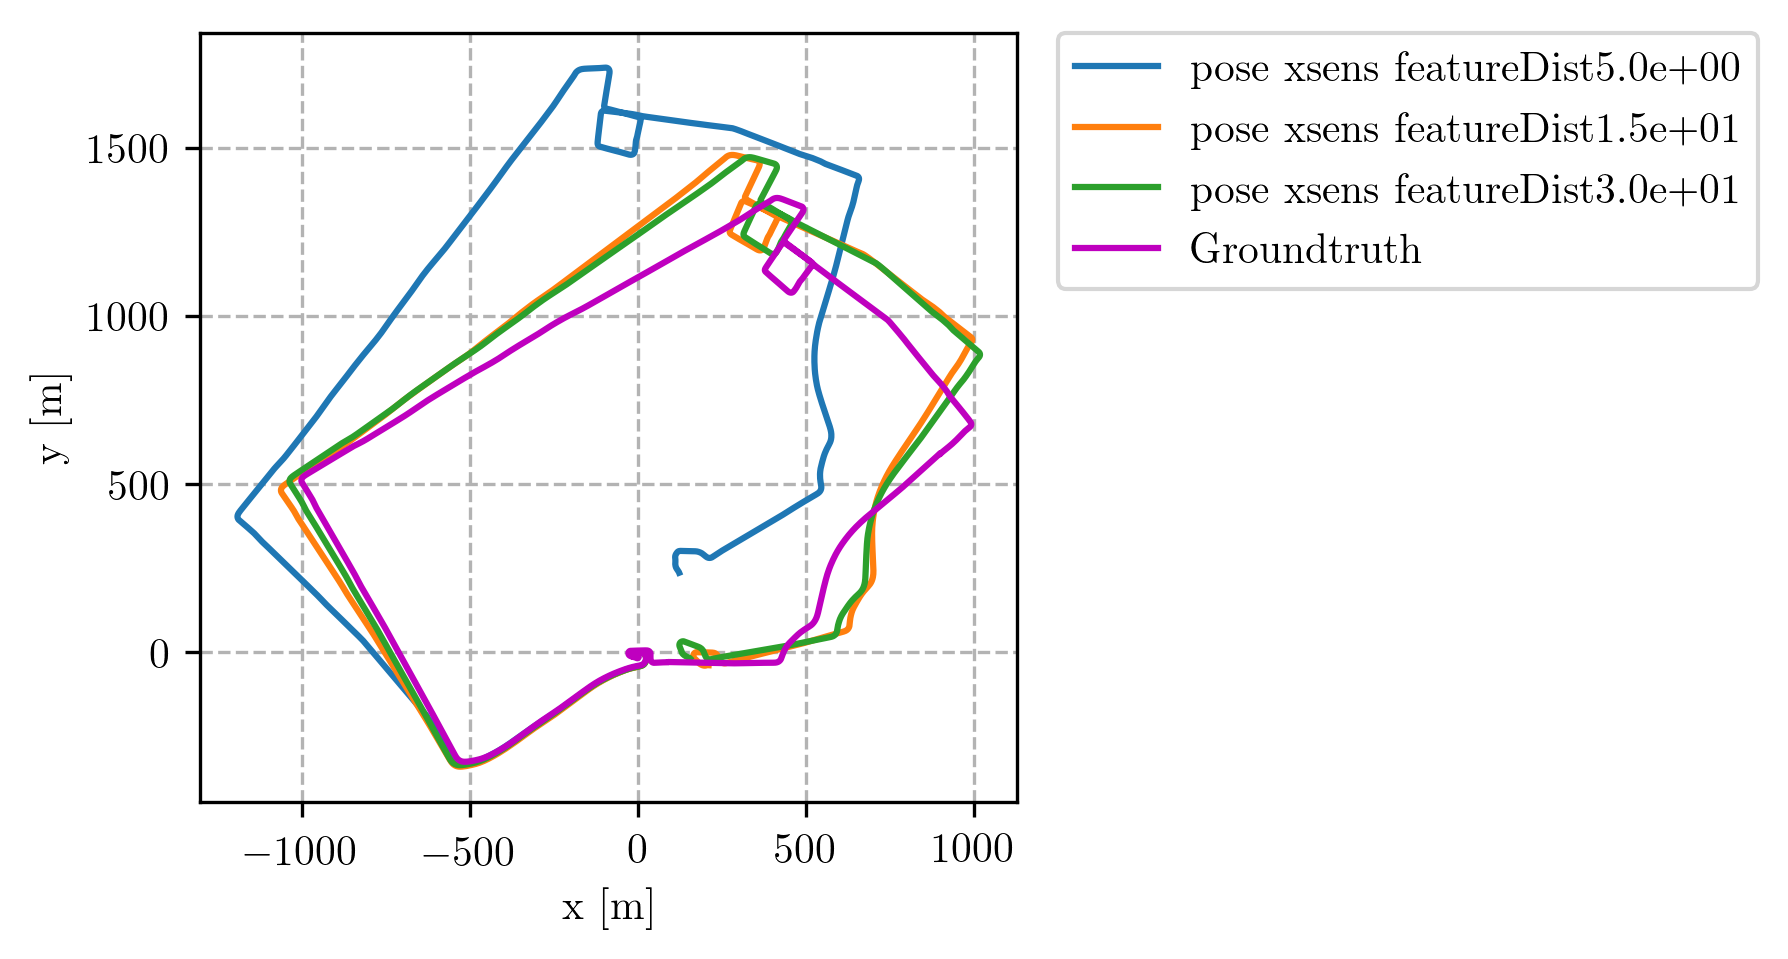 pose xsens featureDist5.0e+00
pose xsens featureDist1.5e+01
pose xsens featureDist3.0e+01
Groundtruth
1500
1000
500
0
y [m]
−1000 −500 0 500 1000
x [m]